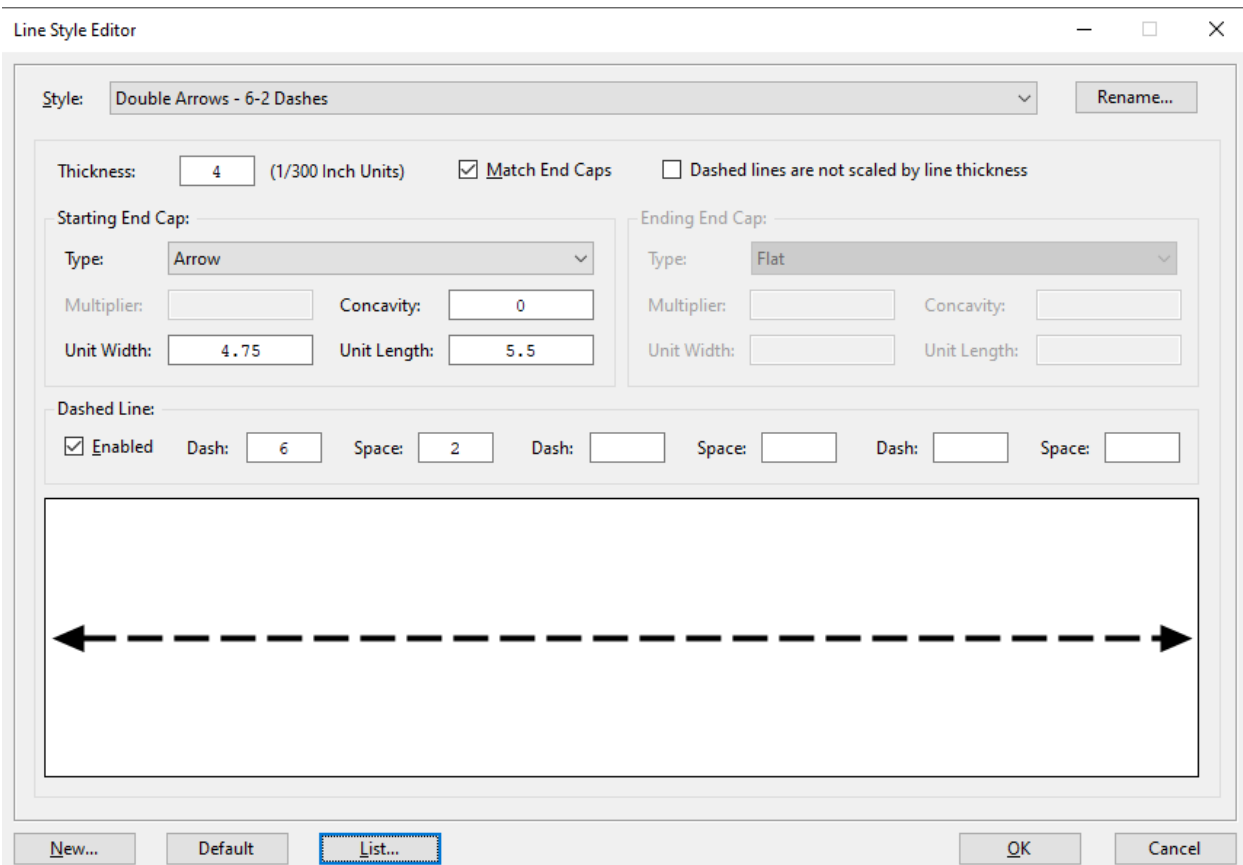 Line Style Editor
Style: Double Arrows - 6-2 Dashes Rename...
Thickness: 4 (1/300 Inch Units) Match End Caps Dashed lines are not scaled by line thickness
Starting End Cap: Ending End Cap:
Type: Arrow Type: Flat
Multiplier: Concavity: 0 Multiplier: Concavity:
Unit Width: 4.75 Unit Length: 5.5 Unit Width: Unit Length:
Dashed Line:
Enabled Dash: 6 Space: 2 Dash: Space: Dash: Space:
New... Default List... OK Cancel